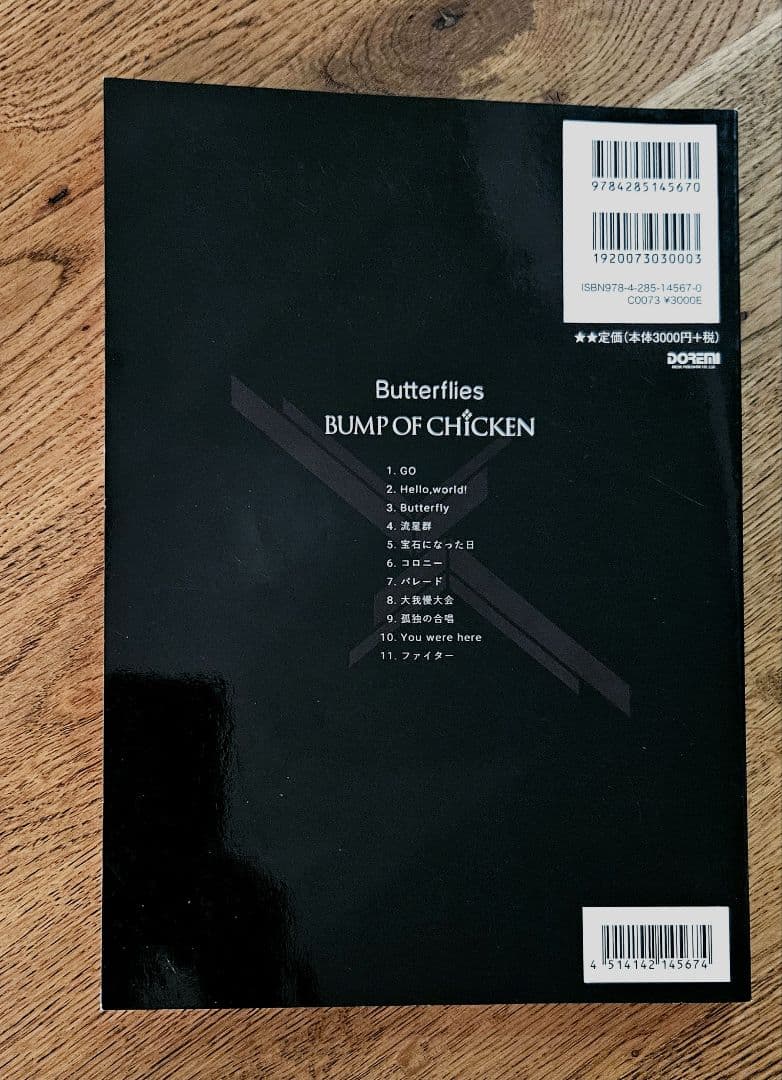 9784285145670
1920073030003
ISBN978-4-285-14567-0
C0073 ¥3000E
★★定価(本体3000円+税)
DOREMI
Butterflies
BUMP OF CHICKEN
1. GO
2. Hello,world!
3. Butterfly
4. 流星群
5. 宝石になった日
6. コロニー
7. パレード
8. 大我慢大会
9. 孤独の合唱
10. You were here
11. ファイター
4 514142 145674